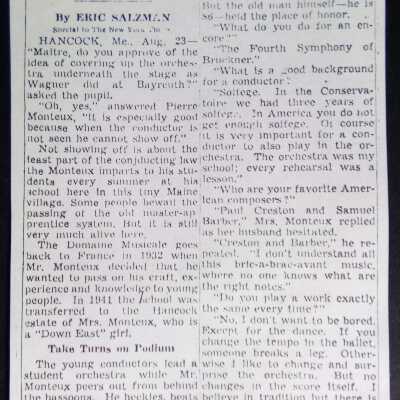 By ERIC SALZMAN
Special to The New York Times
HANCOCK, Me., Aug. 23—
"Maitre, do you approve of the
idea of covering up the orches-
tra underneath the stage as
Wagner did at Bayreuth?"
asked the pupil.
"Oh, yes," answered Pierre
Monteux, "it is especially good
because when the conductor is
not seen he cannot show off."
Not showing off is about the
least part of the conducting law
the Monteux imparts to his
students every summer at his
school here in this tiny Maine
village. Some people bewail the
passing of the old master-ap-
prentice system. But it is still
very much alive here.
The Domaine Musicale goes
back to France in 1932 when
Mr. Monteux decided that he
wanted to pass on his craft, ex-
perience and knowledge to young
people. In 1941 the school was
transferred to the Hancock
estate of Mrs. Monteux, who is
a "Down East" girl.
Take Turns on Podium
The young conductors lead a
student orchestra while Mr.
Monteux peers out from behind
the bassoons. He heckles, beats
But the old man himself—he is
80—held the place of honor.
"What do you do for an en-
core?"
"The Fourth Symphony of
Bruckner."
"What is a good background
for a conductor?"
"Solfege. In the Conserva-
toire we had three years of
solfege. In America you do not
get enough solfege. Of course
it is very important for a con-
ductor to also play in the or-
chestra. The orchestra was my
school; every rehearsal was a
lesson."
"Who are your favorite Amer-
ican composers?"
"Paul Creston and Samuel
Barber," Mrs. Monteux replied
as her husband hesitated.
"Creston and Barber," he re-
peated. "I don't understand all
this bric-a-brac-avant music,
where no one knows what are
the right notes."
"Do you play a work exactly
the same every time?"
"No, I don't want to be bored.
Except for the dance. If you
change the tempo in the ballet,
someone breaks a leg. Other-
wise I like to change and sur-
prise the orchestra. But no
changes in the score itself. I
believe in tradition but there is